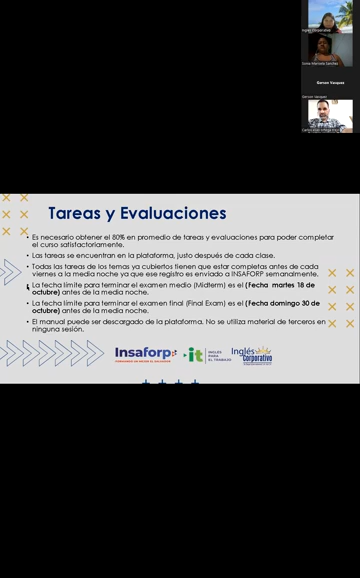 Inglés Corporativo
Gerson Vasquez
Gerson Vasquez
Tareas y Evaluaciones
• Es necesario obtener el 80% en promedio de tareas y evaluaciones para poder completar
el curso satisfactoriamente.
• Las tareas se encuentran en la plataforma, justo después de cada clase.
• Todas las tareas de los temas ya cubiertos tienen que estar completas antes de cada
viernes a la media noche ya que ese registro es enviado a INSAFORP semanalmente.
• La fecha límite para terminar el examen medio (Midterm) es el (Fecha martes 18 de
octubre) antes de la media noche.
• La fecha límite para terminar el examen final (Final Exam) es el (Fecha domingo 30 de
octubre) antes de la media noche.
• El manual puede ser descargado de la plataforma. No se utiliza material de terceros en
ninguna sesión.
Insaforp
it
INGLÉS
PARA
EL TRABAJO
Inglés
Corporativo